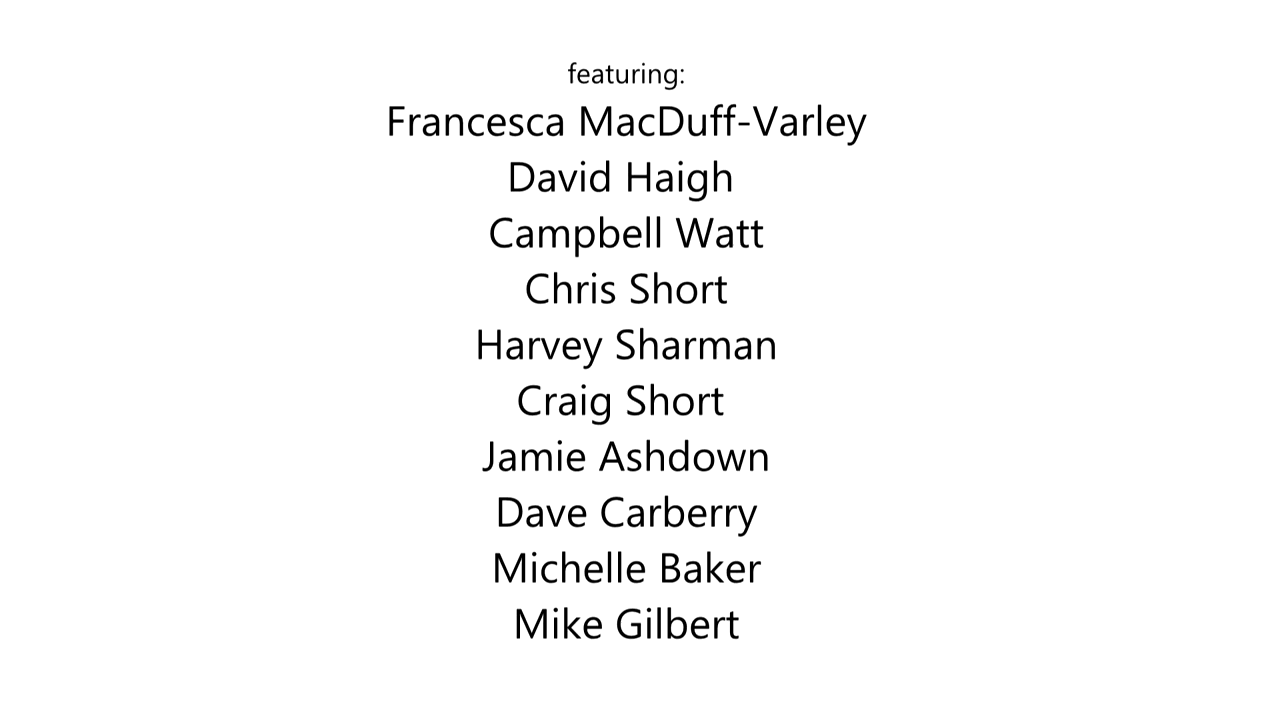 featuring:
Francesca MacDuff-Varley
David Haigh
Campbell Watt
Chris Short
Harvey Sharman
Craig Short
Jamie Ashdown
Dave Carberry
Michelle Baker
Mike Gilbert